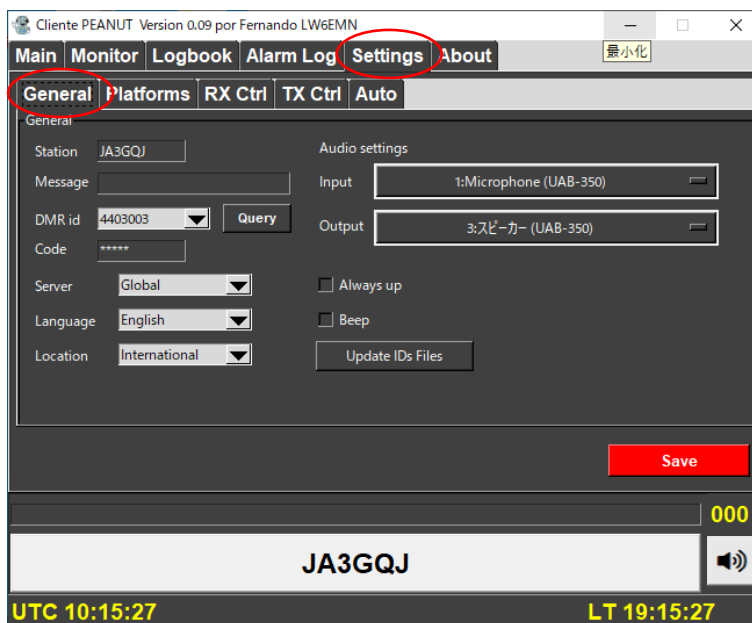 Cliente PEANUT Version 0.09 por Fernando LW6EMN
Main Monitor Logbook Alarm Log Settings About
最小化
General Platforms RX Ctrl TX Ctrl Auto
General
Station JA3GQJ
Audio settings
Message
Input 1:Microphone (UAB-350)
DMR id 4403003 Query
Output 3:スピーカー (UAB-350)
Code *****
Server Global
Always up
Language English
Beep
Location International
Update IDs Files
Save
000
JA3GQJ
UTC 10:15:27 LT 19:15:27